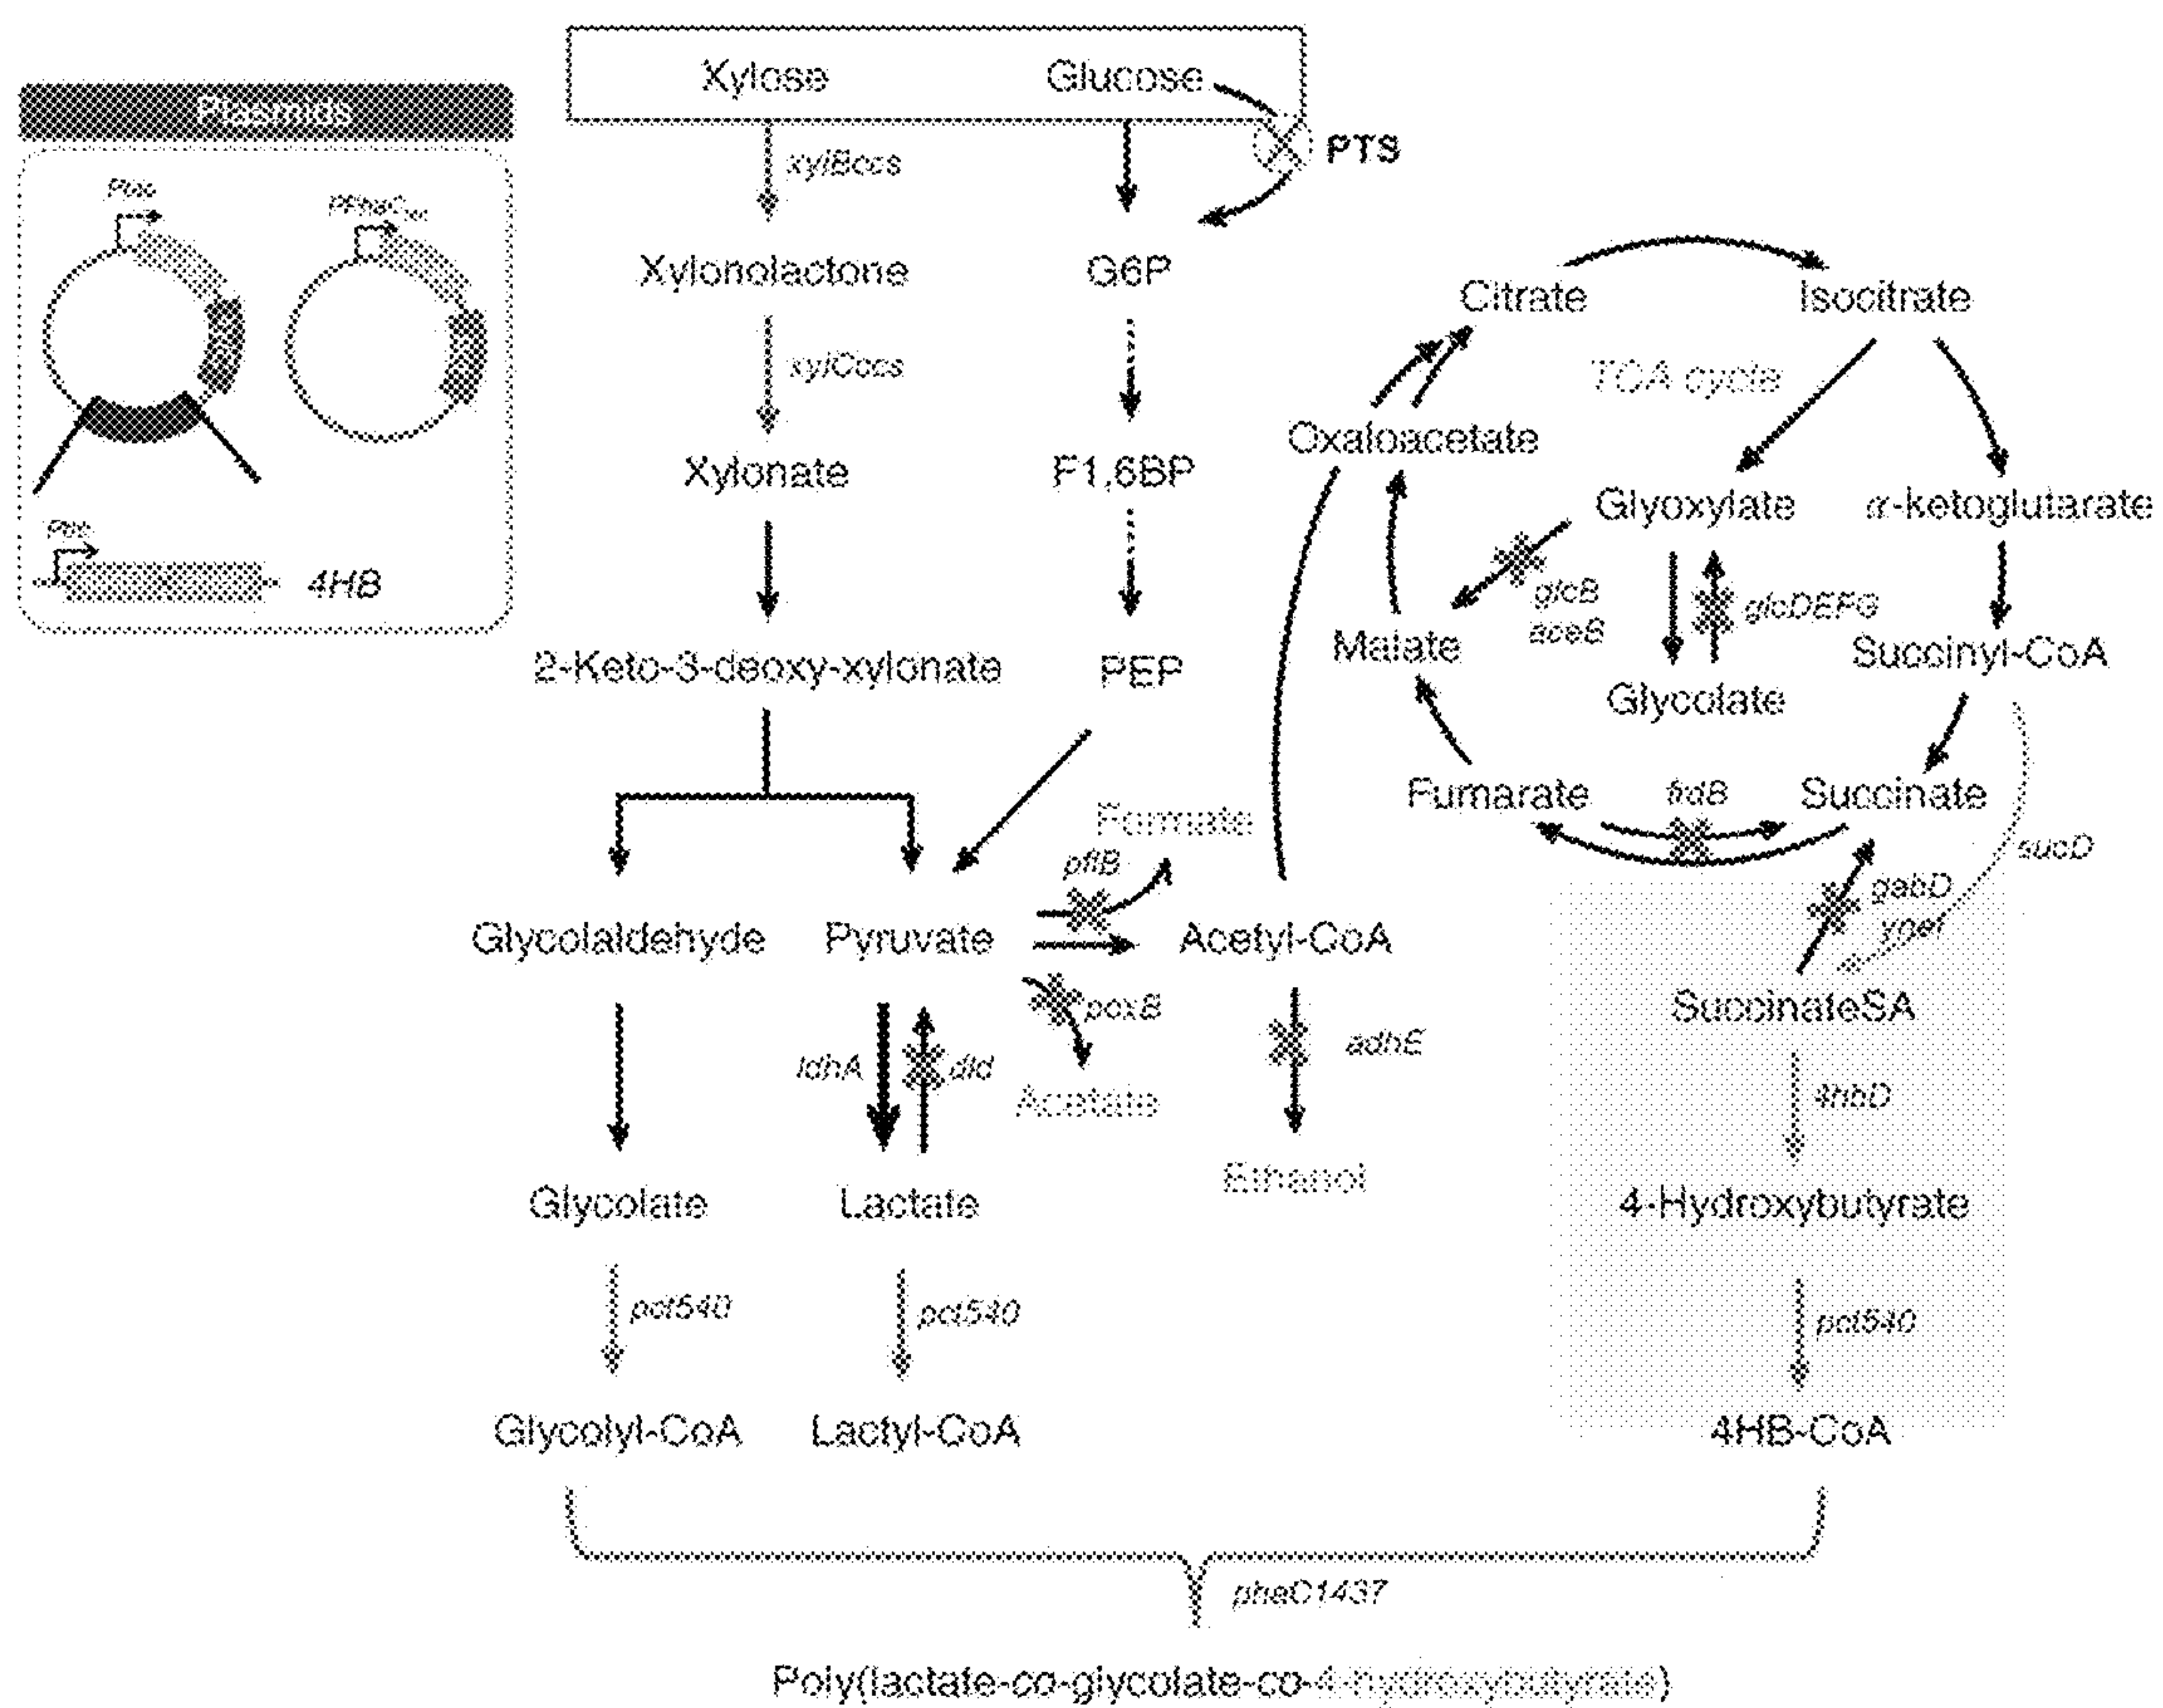 Plasmids
4HB
Xylose
Glucose
PTS
xylBccs
Xylonolactone
G6P
xylCccs
Xylonate
F1,6BP
2-Keto-3-deoxy-xylonate
PEP
Glycolaldehyde
Pyruvate
pflB
Formate
Acetyl-CoA
poxB
Acetate
ldhA
dld
adhE
Ethanol
Glycolate
Lactate
pct540
pct540
Glycolyl-CoA
Lactyl-CoA
Citrate
Isocitrate
TCA cycle
Oxaloacetate
Glyoxylate
α-ketoglutarate
glcB
aceB
glcDEFG
Malate
Glycolate
Succinyl-CoA
Fumarate
frdB
Succinate
sucD
gabD
yneI
SuccinateSA
4hbD
4-Hydroxybutyrate
pct540
4HB-CoA
phaC1437
Poly(lactate-co-glycolate-co-4-hydroxybutyrate)